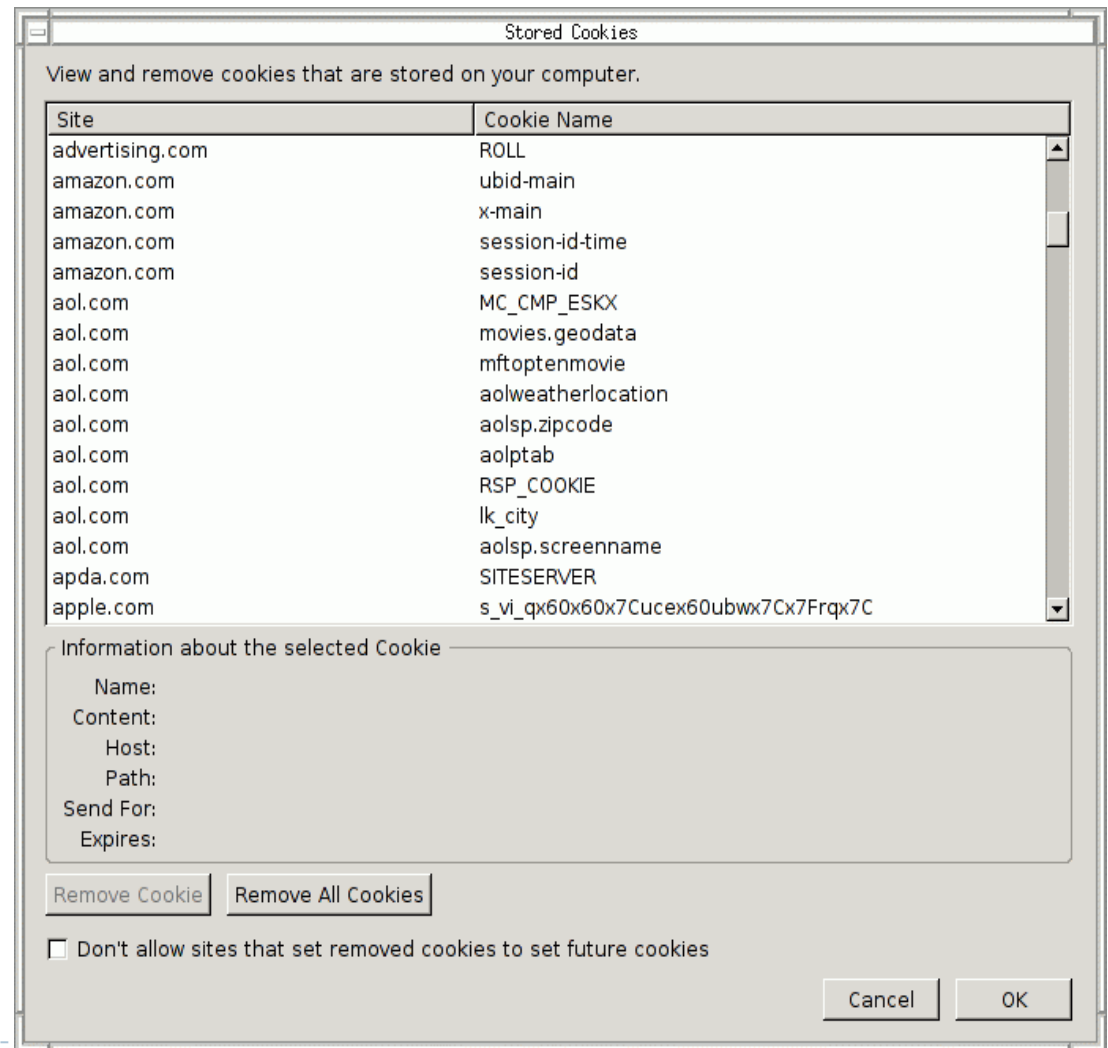 Stored Cookies
View and remove cookies that are stored on your computer.
Site Cookie Name
advertising.com ROLL
amazon.com ubid-main
amazon.com x-main
amazon.com session-id-time
amazon.com session-id
aol.com MC_CMP_ESKX
aol.com movies.geodata
aol.com mftoptenmovie
aol.com aolweatherlocation
aol.com aolsp.zipcode
aol.com aolptab
aol.com RSP_COOKIE
aol.com lk_city
aol.com aolsp.screenname
apda.com SITESERVER
apple.com s_vi_qx60x60x7Cucex60ubwx7Cx7Frqx7C
Information about the selected Cookie
Name:
Content:
Host:
Path:
Send For:
Expires:
Remove Cookie Remove All Cookies
Don't allow sites that set removed cookies to set future cookies
Cancel OK